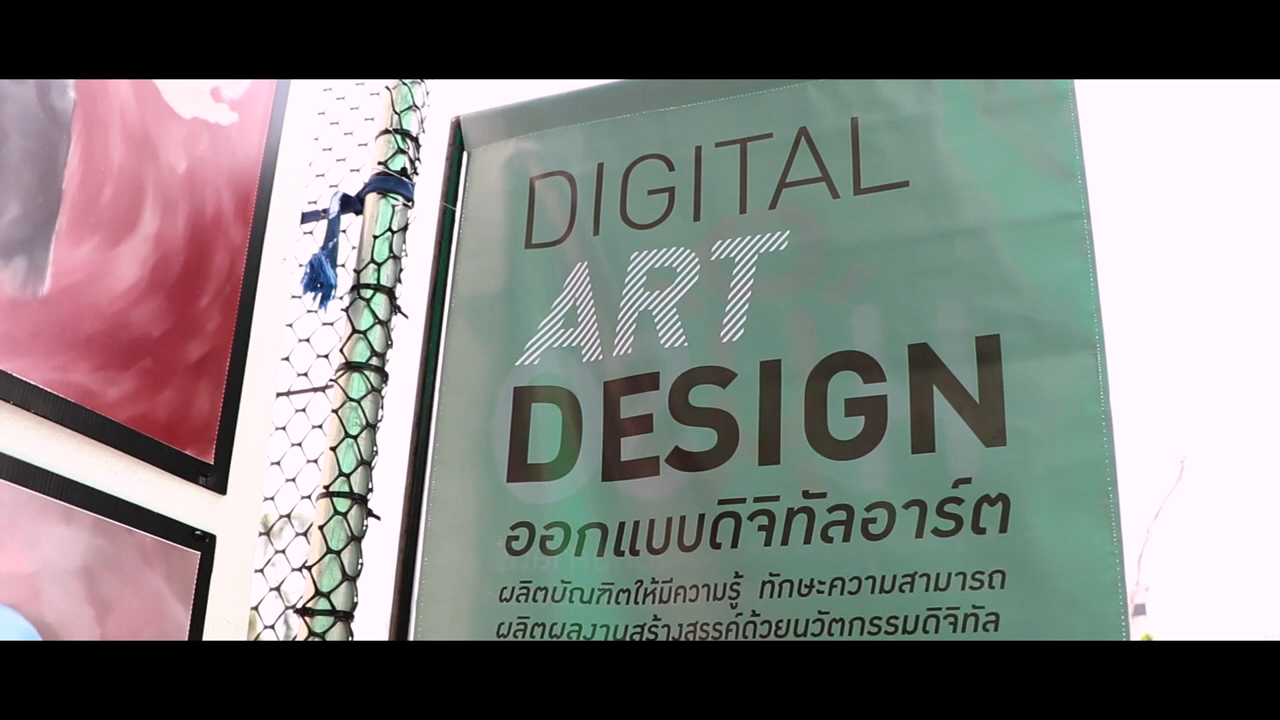 DIGITAL
ART
DESIGN
ออกแบบดิจิทัลอาร์ต
ผลิตบัณฑิตให้มีความรู้ ทักษะความสามารถ
ผลิตผลงานสร้างสรรค์ด้วยนวัตกรรมดิจิทัล